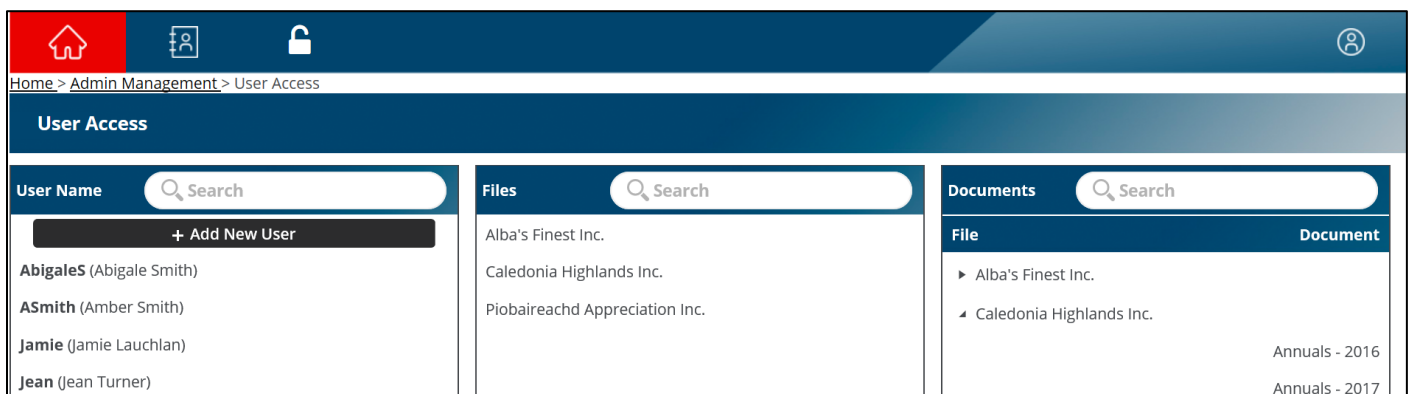 Home > Admin Management > User Access
User Access
User Name Search
+ Add New User
AbigaleS (Abigale Smith)
ASmith (Amber Smith)
Jamie (Jamie Lauchlan)
Jean (Jean Turner)
Files Search
Alba's Finest Inc.
Caledonia Highlands Inc.
Piobaireachd Appreciation Inc.
Documents Search
File Document
Alba's Finest Inc.
Caledonia Highlands Inc.
Annuals - 2016
Annuals - 2017